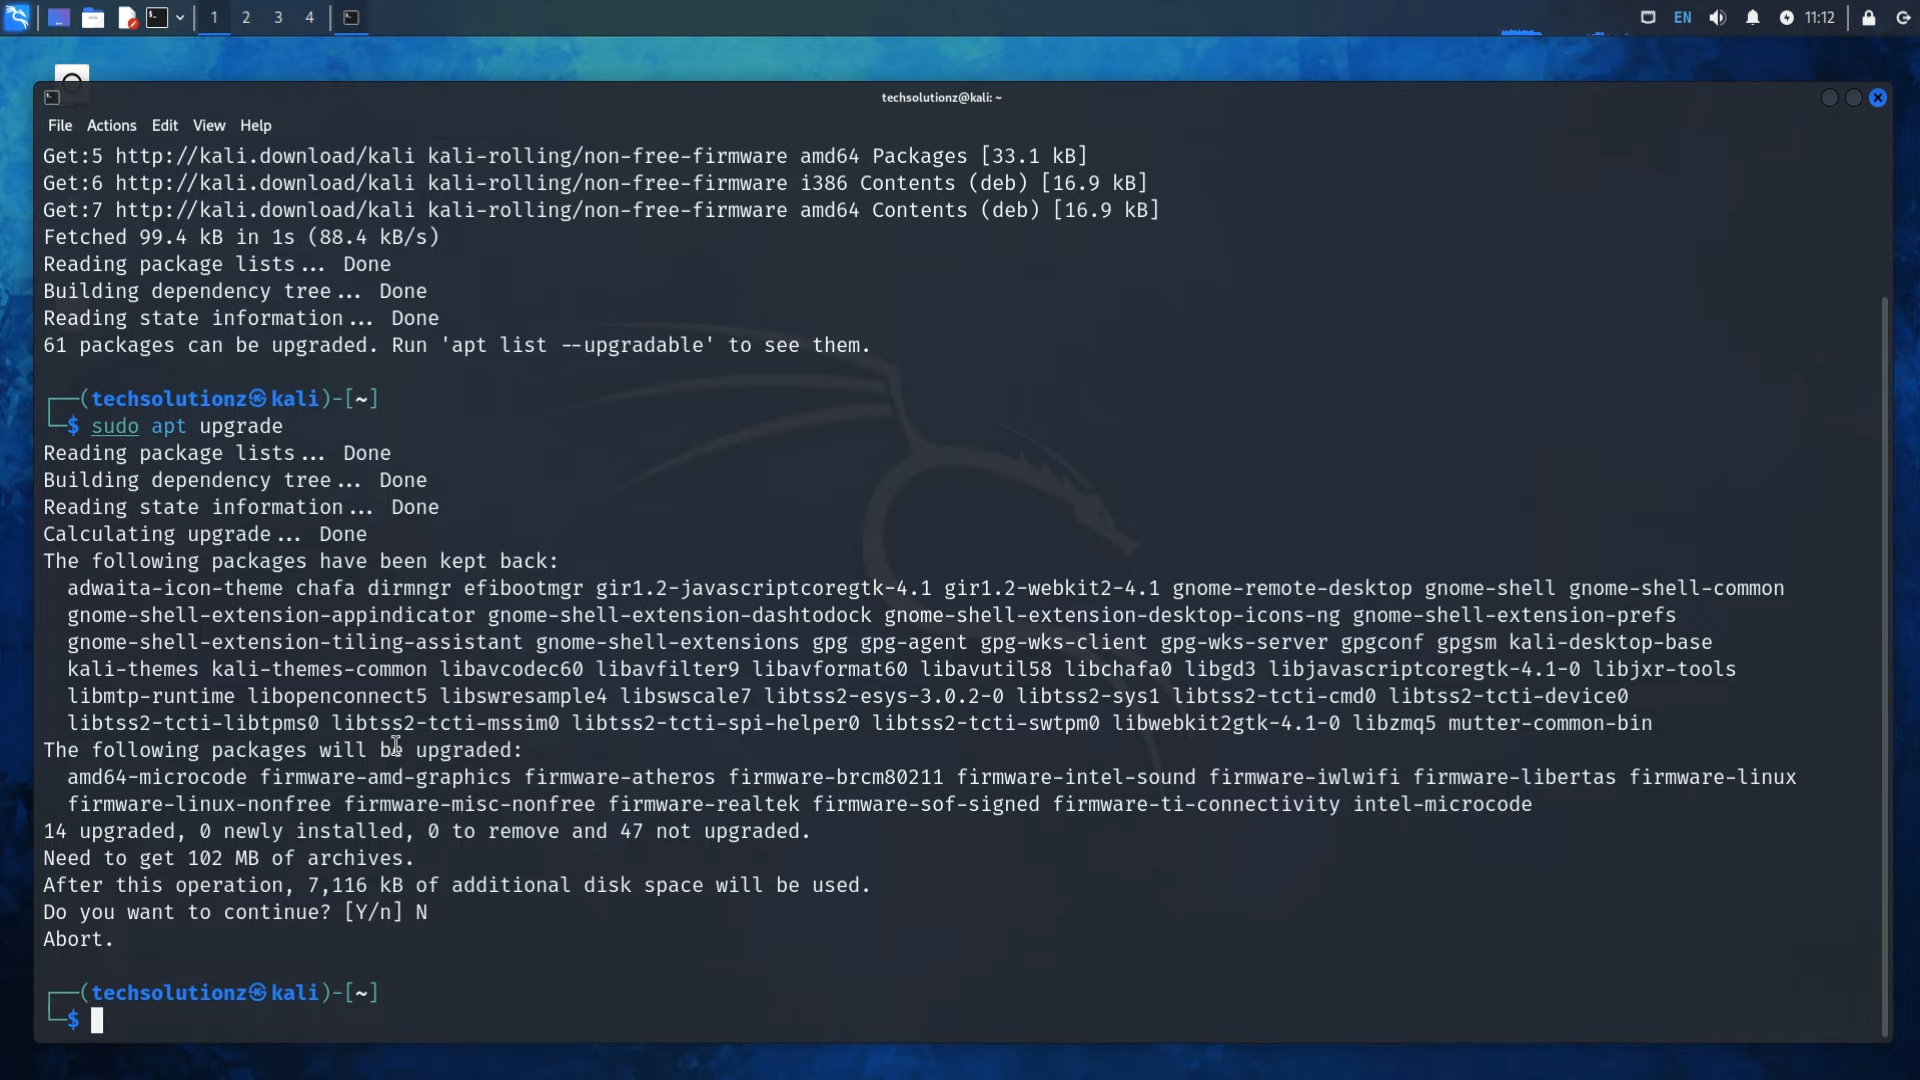 1 2 3 4
EN 11:12
techsolutionz@kali: ~
File Actions Edit View Help
Get:5 http://kali.download/kali kali-rolling/non-free-firmware amd64 Packages [33.1 kB]
Get:6 http://kali.download/kali kali-rolling/non-free-firmware i386 Contents (deb) [16.9 kB]
Get:7 http://kali.download/kali kali-rolling/non-free-firmware amd64 Contents (deb) [16.9 kB]
Fetched 99.4 kB in 1s (88.4 kB/s)
Reading package lists... Done
Building dependency tree... Done
Reading state information... Done
61 packages can be upgraded. Run 'apt list --upgradable' to see them.
┌──(techsolutionz㉿kali)-[~]
└─$ sudo apt upgrade
Reading package lists... Done
Building dependency tree... Done
Reading state information... Done
Calculating upgrade... Done
The following packages have been kept back:
adwaita-icon-theme chafa dirmngr efibootmgr gir1.2-javascriptcoregtk-4.1 gir1.2-webkit2-4.1 gnome-remote-desktop gnome-shell gnome-shell-common
gnome-shell-extension-appindicator gnome-shell-extension-dashtodock gnome-shell-extension-desktop-icons-ng gnome-shell-extension-prefs
gnome-shell-extension-tiling-assistant gnome-shell-extensions gpg gpg-agent gpg-wks-client gpg-wks-server gpgconf gpgsm kali-desktop-base
kali-themes kali-themes-common libavcodec60 libavfilter9 libavformat60 libavutil58 libchafa0 libgd3 libjavascriptcoregtk-4.1-0 libjxr-tools
libmtp-runtime libopenconnect5 libswresample4 libswscale7 libtss2-esys-3.0.2-0 libtss2-sys1 libtss2-tcti-cmd0 libtss2-tcti-device0
libtss2-tcti-libtpms0 libtss2-tcti-mssim0 libtss2-tcti-spi-helper0 libtss2-tcti-swtpm0 libwebkit2gtk-4.1-0 libzmq5 mutter-common-bin
The following packages will be upgraded:
amd64-microcode firmware-amd-graphics firmware-atheros firmware-brcm80211 firmware-intel-sound firmware-iwlwifi firmware-libertas firmware-linux
firmware-linux-nonfree firmware-misc-nonfree firmware-realtek firmware-sof-signed firmware-ti-connectivity intel-microcode
14 upgraded, 0 newly installed, 0 to remove and 47 not upgraded.
Need to get 102 MB of archives.
After this operation, 7,116 kB of additional disk space will be used.
Do you want to continue? [Y/n] N
Abort.
┌──(techsolutionz㉿kali)-[~]
└─$